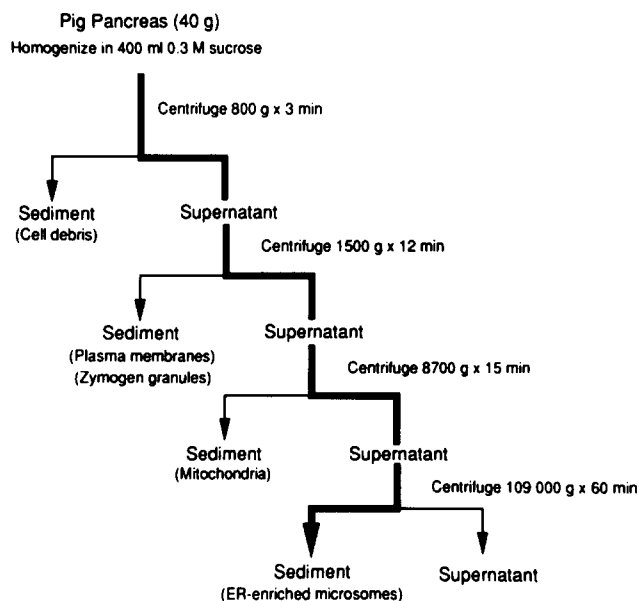 Pig Pancreas (40 g)
Homogenize in 400 ml 0.3 M sucrose
Centrifuge 800 g x 3 min
Sediment
(Cell debris)
Supernatant
Centrifuge 1500 g x 12 min
Sediment
(Plasma membranes)
(Zymogen granules)
Supernatant
Centrifuge 8700 g x 15 min
Sediment
(Mitochondria)
Supernatant
Centrifuge 109 000 g x 60 min
Sediment
(ER-enriched microsomes)
Supernatant